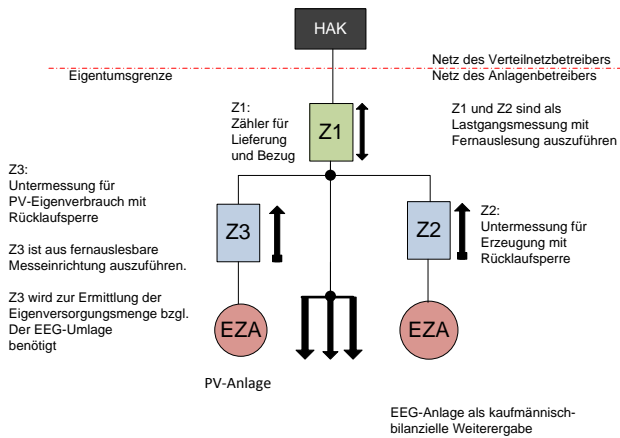 HAK
Eigentumsgrenze
Netz des Verteilnetzbetreibers
Netz des Anlagenbetreibers
Z1:
Zähler für
Lieferung
und Bezug
Z1
Z1 und Z2 sind als
Lastgangsmessung mit
Fernauslesung auszuführen
Z3:
Untermessung für
PV-Eigenverbrauch mit
Rücklaufsperre
Z3 ist aus fernauslesbare
Messeinrichtung auszuführen.
Z3 wird zur Ermittlung der
Eigenversorgungsmenge bzgl.
Der EEG-Umlage
benötigt
Z3
Z2
Z2:
Untermessung für
Erzeugung mit
Rücklaufsperre
EZA
EZA
PV-Anlage
EEG-Anlage als kaufmännisch-
bilanzielle Weiterergabe